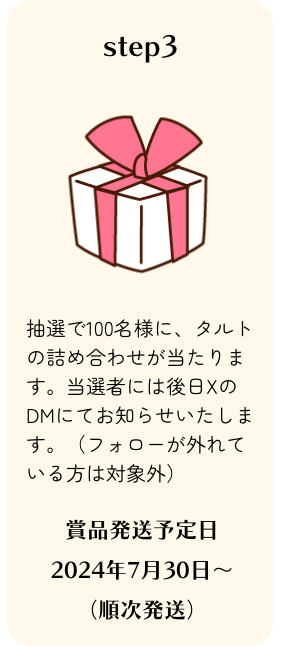 step3
抽選で100名様に、タルト
の詰め合わせが当たりま
す。当選者には後日Xの
DMにてお知らせいたしま
す。（フォローが外れて
いる方は対象外）
賞品発送予定日
2024年7月30日～
（順次発送）